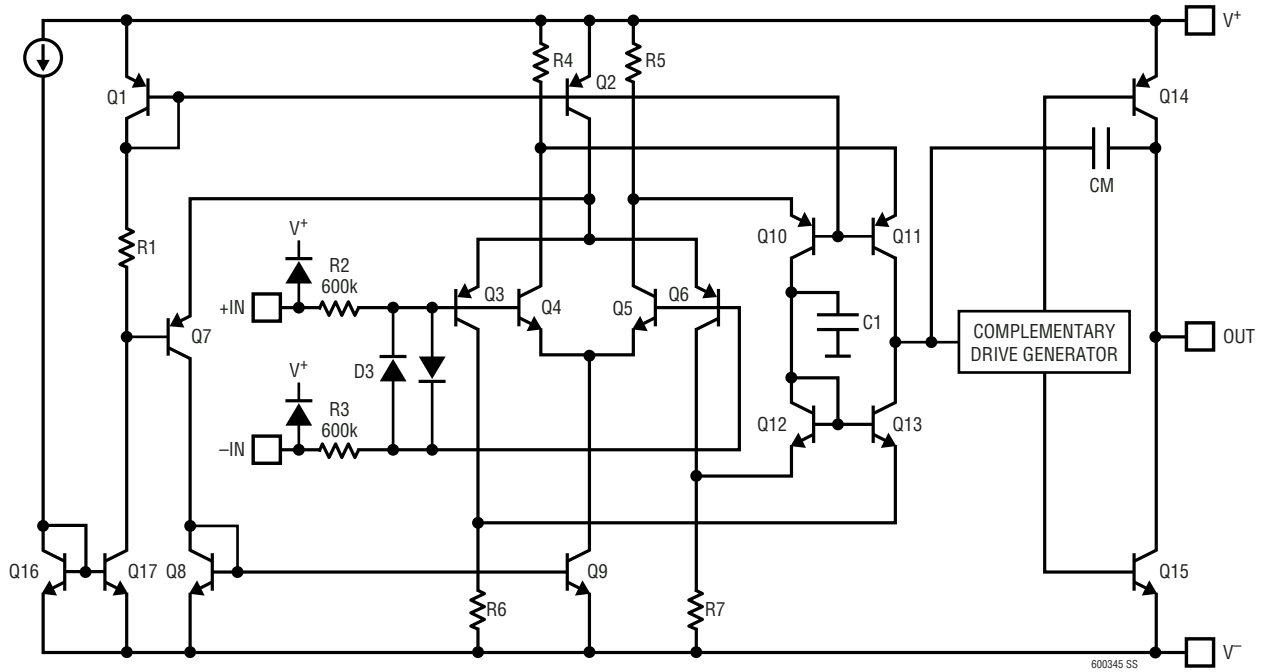 V+
R4
Q2
R5
Q1
Q14
CM
V+
R2
600k
R1
Q10
Q11
+IN
Q3
Q4
Q5
Q6
Q7
C1
COMPLEMENTARY
DRIVE GENERATOR
OUT
D3
V+
R3
600k
–IN
Q12
Q13
Q16
Q17
Q8
Q9
Q15
R6
R7
V–
600345 SS